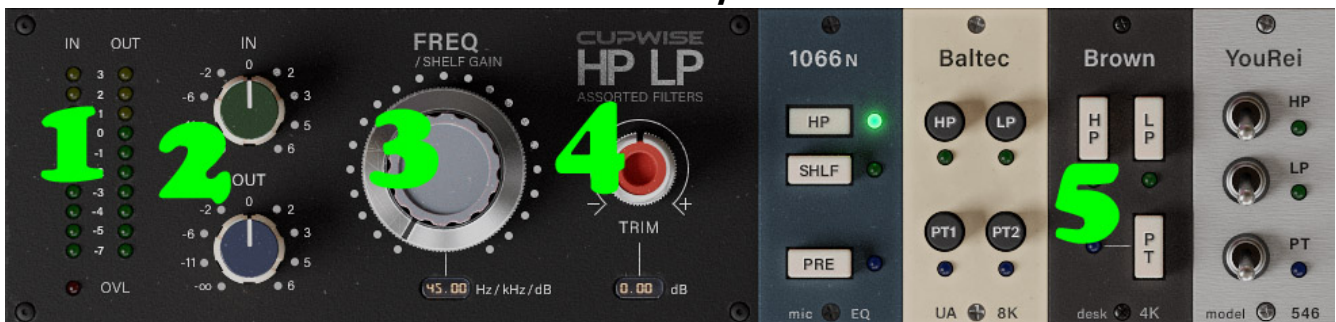 IN OUT
3
2
1
0
-1
-3
-4
-5
-7
OVL
IN
0
-2 2
-6 3
5
6
OUT
0
-2 2
-6 3
-11 5
-∞ 6
FREQ
/SHELF GAIN
45.00 Hz/kHz/dB
CUPWISE
HP LP
ASSORTED FILTERS
- +
TRIM
0.00 dB
1066N
HP
SHLF
PRE
mic EQ
Baltec
HP LP
PT1 PT2
UA 8K
Brown
HP LP
PT
desk 4K
YouRei
HP
LP
PT
model 546
1
2
3
4
5